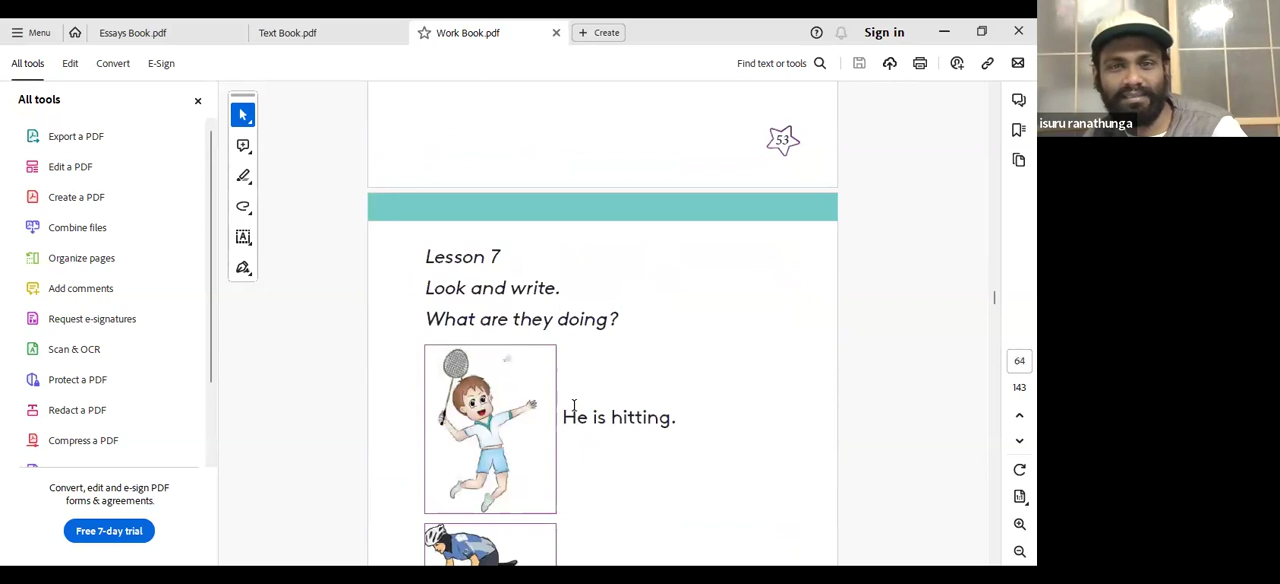 Menu
Essays Book.pdf
Text Book.pdf
Work Book.pdf
Create
Sign in
All tools
Edit
Convert
E-Sign
Find text or tools
All tools
Export a PDF
Edit a PDF
Create a PDF
Combine files
Organize pages
Add comments
Request e-signatures
Scan & OCR
Protect a PDF
Redact a PDF
Compress a PDF
Convert, edit and e-sign PDF
forms & agreements.
Free 7-day trial
53
Lesson 7
Look and write.
What are they doing?
He is hitting.
64
143
isuru ranathunga